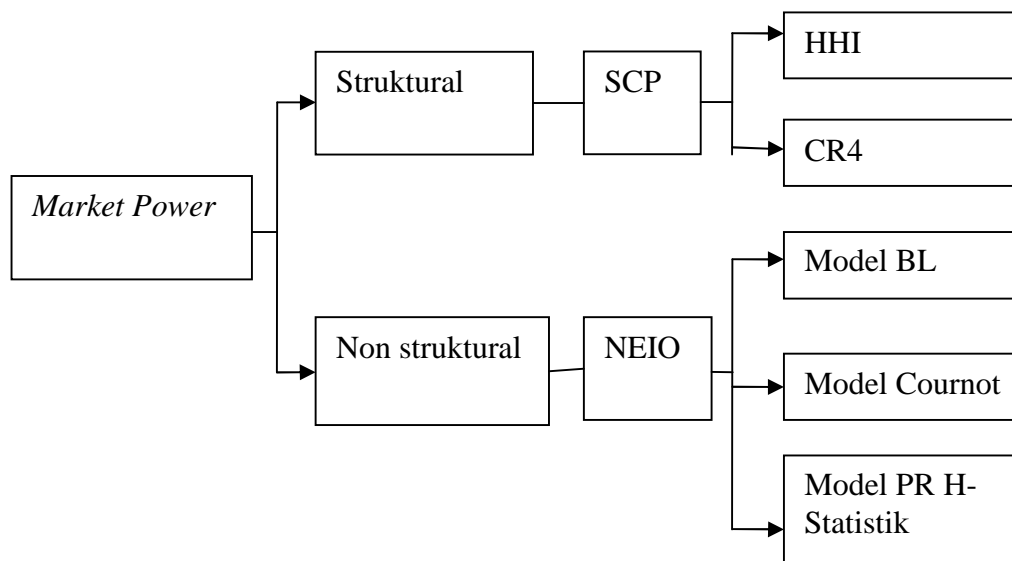 Market Power
Struktural
SCP
HHI
CR4
Non struktural
NEIO
Model BL
Model Cournot
Model PR H-
Statistik